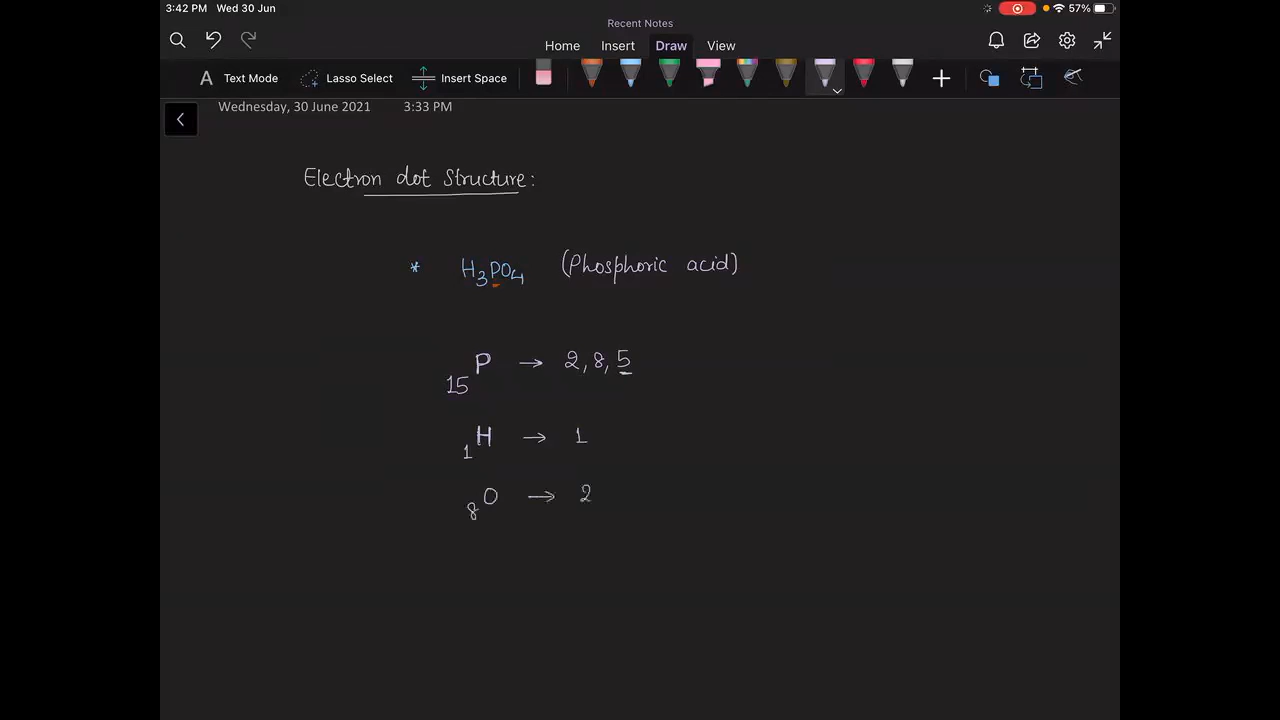 3:42 PM Wed 30 Jun 57%
Recent Notes
Home Insert Draw View
A Text Mode Lasso Select Insert Space
Wednesday, 30 June 2021 3:33 PM
Electron dot Structure:
* H₃PO₄ (Phosphoric acid)
₁₅P → 2, 8, 5
₁H → 1
₈O → 2